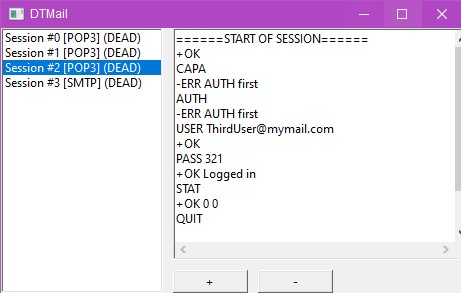 DTMail
Session #0 [POP3] (DEAD)
Session #1 [POP3] (DEAD)
Session #2 [POP3] (DEAD)
Session #3 [SMTP] (DEAD)
======START OF SESSION======
+OK
CAPA
-ERR AUTH first
AUTH
-ERR AUTH first
USER ThirdUser@mymail.com
+OK
PASS 321
+OK Logged in
STAT
+OK 0 0
QUIT
+
-